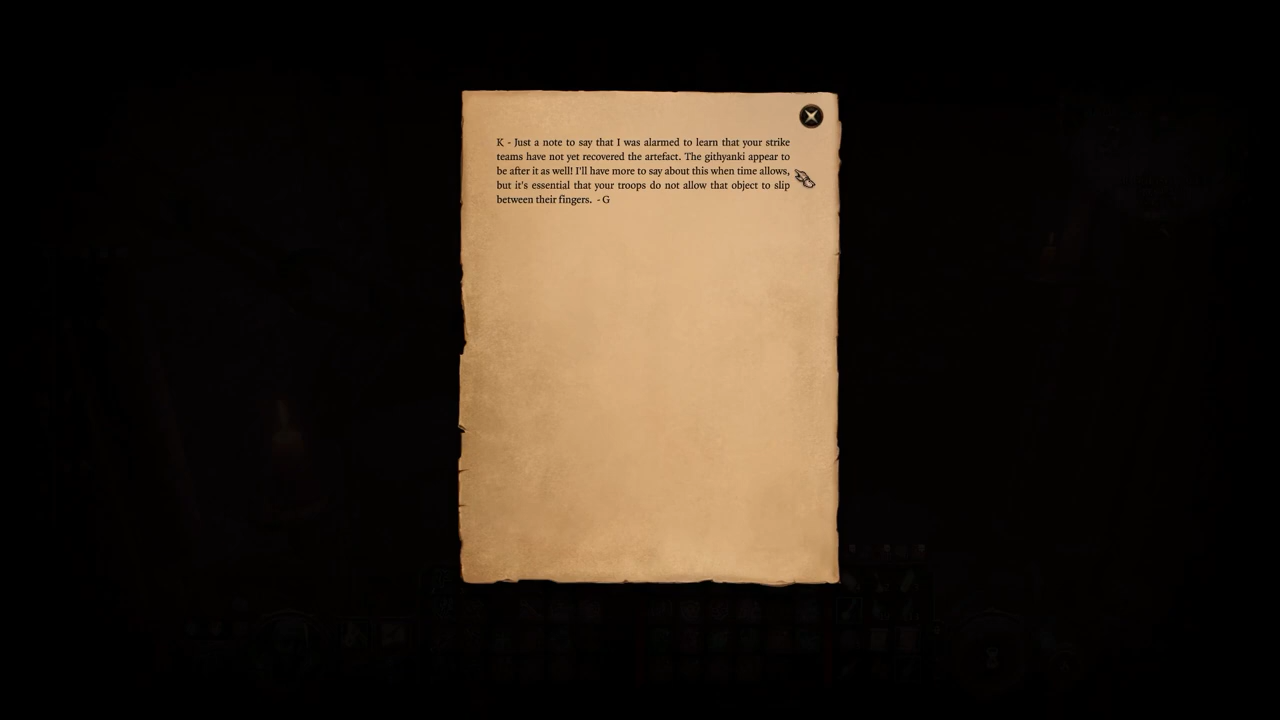 K - Just a note to say that I was alarmed to learn that your strike
teams have not yet recovered the artefact. The githyanki appear to
be after it as well! I'll have more to say about this when time allows,
but it's essential that your troops do not allow that object to slip
between their fingers. - G